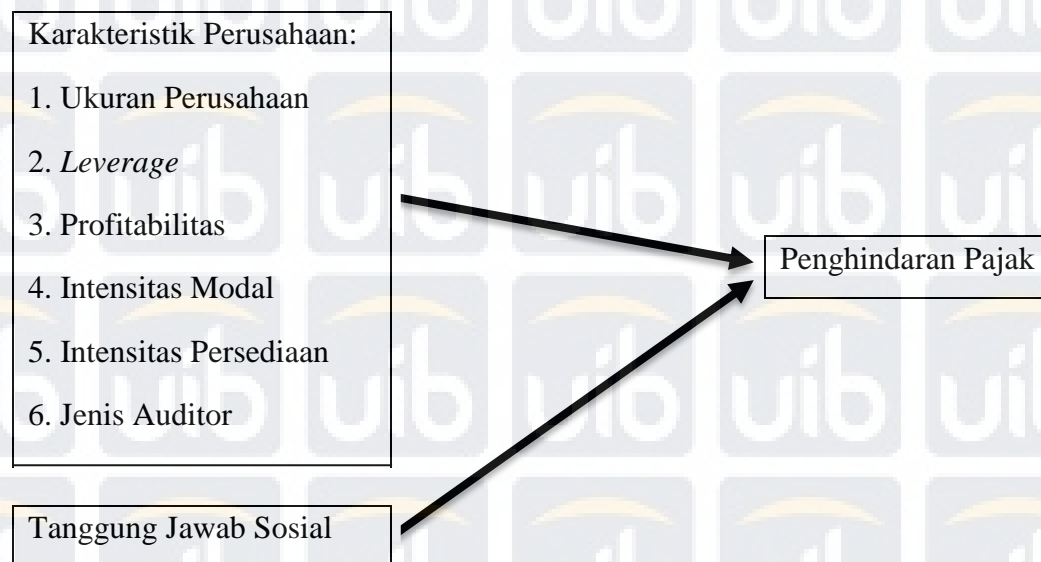 Karakteristik Perusahaan:
1. Ukuran Perusahaan
2. Leverage
3. Profitabilitas
4. Intensitas Modal
5. Intensitas Persediaan
6. Jenis Auditor
Penghindaran Pajak
Tanggung Jawab Sosial